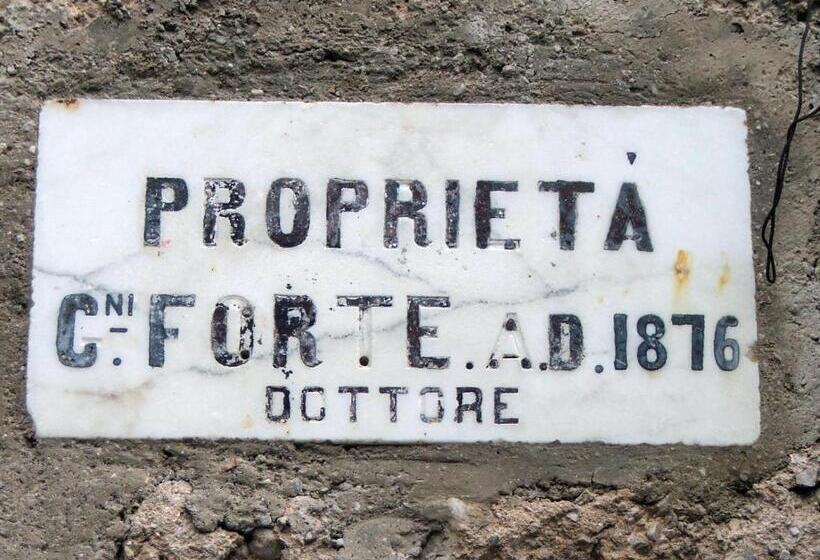 PROPRIETÀ
G.NI FORTE.A.D.1876
DOTTORE